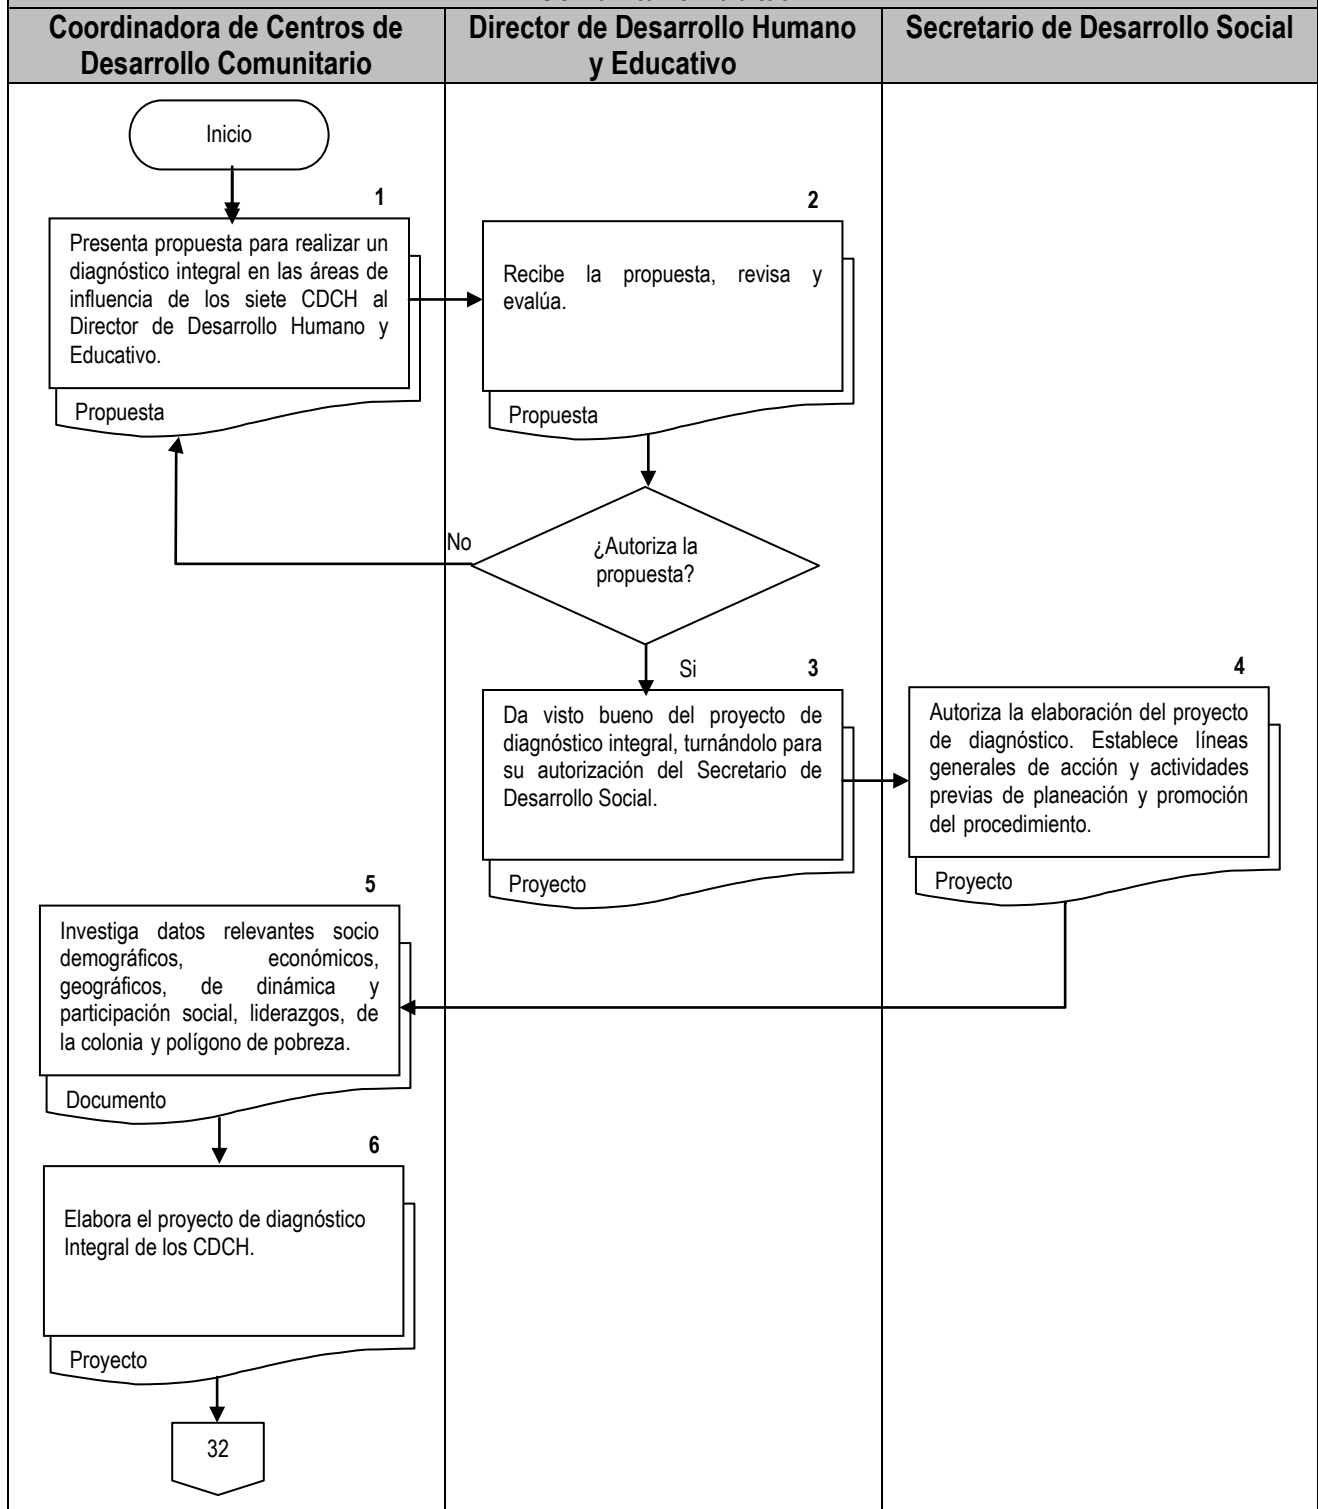 Coordinadora de Centros de
Desarrollo Comunitario
Director de Desarrollo Humano
y Educativo
Secretario de Desarrollo Social
Inicio
1
Presenta propuesta para realizar un
diagnóstico integral en las áreas de
influencia de los siete CDCH al
Director de Desarrollo Humano y
Educativo.
Propuesta
2
Recibe la propuesta, revisa y
evalúa.
Propuesta
No
¿Autoriza la
propuesta?
Si
3
Da visto bueno del proyecto de
diagnóstico integral, turnándolo para
su autorización del Secretario de
Desarrollo Social.
Proyecto
4
Autoriza la elaboración del proyecto
de diagnóstico. Establece líneas
generales de acción y actividades
previas de planeación y promoción
del procedimiento.
Proyecto
5
Investiga datos relevantes socio
demográficos, económicos,
geográficos, de dinámica y
participación social, liderazgos, de
la colonia y polígono de pobreza.
Documento
6
Elabora el proyecto de diagnóstico
Integral de los CDCH.
Proyecto
32